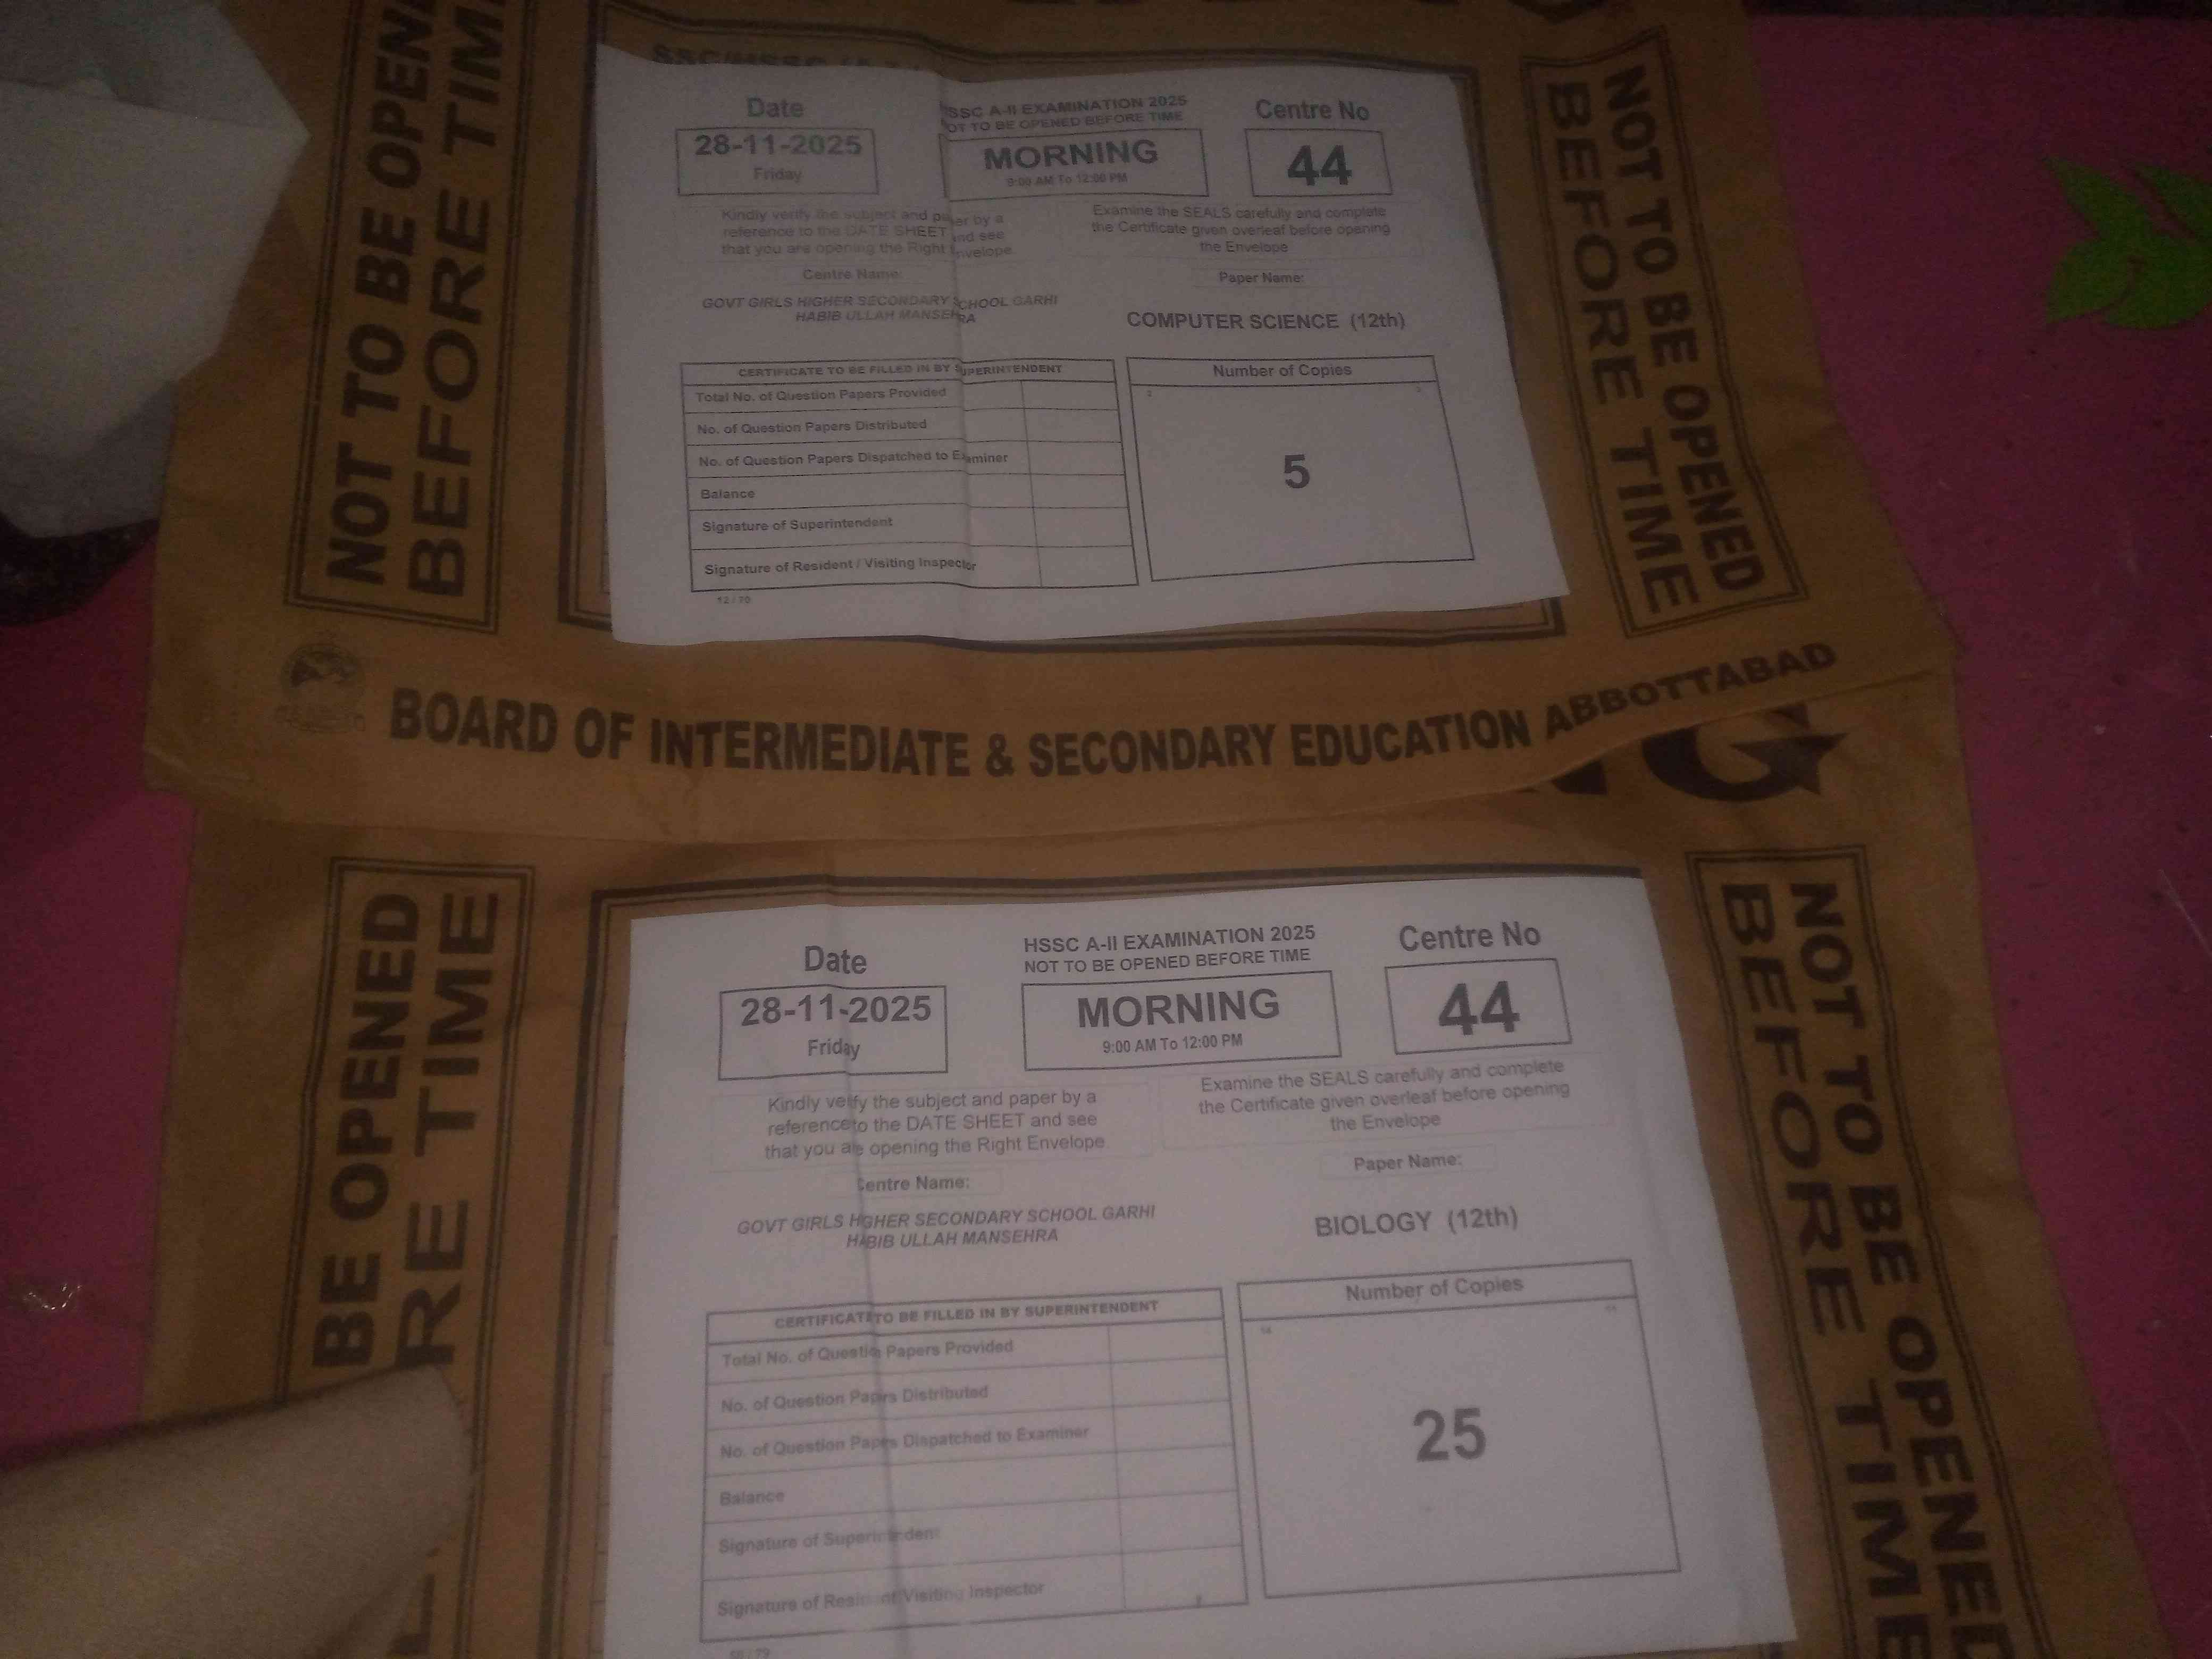 NOT TO BE OPENE
BEFORE TIM
NOT TO BE OPENED
BEFORE TIME
Date
28-11-2025
Friday
HSSC A-II EXAMINATION 2025
NOT TO BE OPENED BEFORE TIME
MORNING
9:00 AM To 12:00 PM
Centre No
44
Kindly verify the subject and paper by a
reference to the DATE SHEET and see
that you are opening the Right Envelope
Examine the SEALS carefully and complete
the Certificate given overleaf before opening
the Envelope
Centre Name:
GOVT GIRLS HIGHER SECONDARY SCHOOL GARHI
HABIB ULLAH MANSEHRA
Paper Name:
COMPUTER SCIENCE (12th)
CERTIFICATE TO BE FILLED IN BY SUPERINTENDENT
Total No. of Question Papers Provided
No. of Question Papers Distributed
No. of Question Papers Dispatched to Examiner
Balance
Signature of Superintendent
Signature of Resident / Visiting Inspector
Number of Copies
5
12 / 70
BOARD OF INTERMEDIATE & SECONDARY EDUCATION ABBOTTABAD
BE OPENED
RE TIME
NOT TO BE OPENED
BEFORE TIME
Date
28-11-2025
Friday
HSSC A-II EXAMINATION 2025
NOT TO BE OPENED BEFORE TIME
MORNING
9:00 AM To 12:00 PM
Centre No
44
Kindly verify the subject and paper by a
reference to the DATE SHEET and see
that you are opening the Right Envelope
Examine the SEALS carefully and complete
the Certificate given overleaf before opening
the Envelope
Centre Name:
GOVT GIRLS HGHER SECONDARY SCHOOL GARHI
HABIB ULLAH MANSEHRA
Paper Name:
BIOLOGY (12th)
CERTIFICATE TO BE FILLED IN BY SUPERINTENDENT
Total No. of Question Papers Provided
No. of Question Papers Distributed
No. of Question Papers Dispatched to Examiner
Balance
Signature of Superintendent
Signature of Resident Visiting Inspector
Number of Copies
25